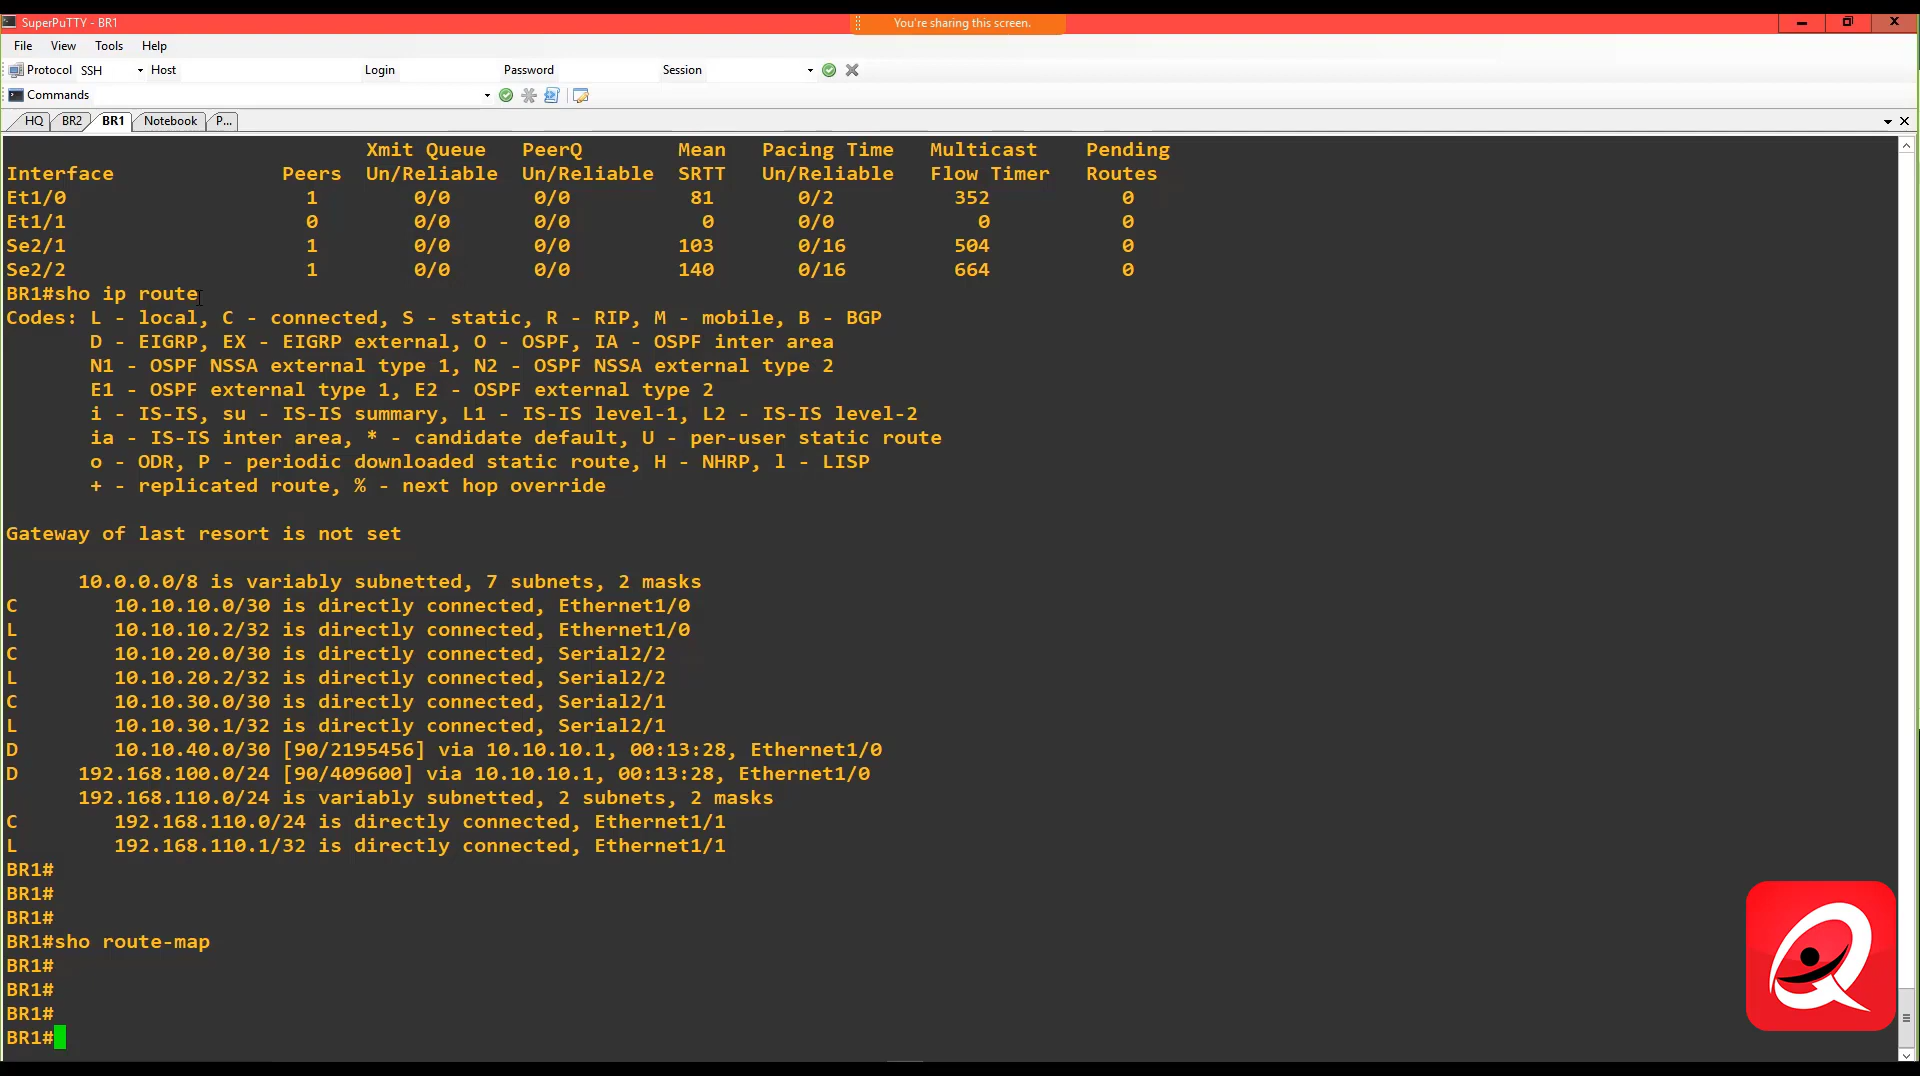 SuperPuTTY - BR1
You're sharing this screen.
File View Tools Help
Protocol SSH Host Login Password Session
Commands
HQ BR2 BR1 Notebook P...
Xmit Queue PeerQ Mean Pacing Time Multicast Pending
Interface Peers Un/Reliable Un/Reliable SRTT Un/Reliable Flow Timer Routes
Et1/0 1 0/0 0/0 81 0/2 352 0
Et1/1 0 0/0 0/0 0 0/0 0 0
Se2/1 1 0/0 0/0 103 0/16 504 0
Se2/2 1 0/0 0/0 140 0/16 664 0
BR1#sho ip route
Codes: L - local, C - connected, S - static, R - RIP, M - mobile, B - BGP
D - EIGRP, EX - EIGRP external, O - OSPF, IA - OSPF inter area
N1 - OSPF NSSA external type 1, N2 - OSPF NSSA external type 2
E1 - OSPF external type 1, E2 - OSPF external type 2
i - IS-IS, su - IS-IS summary, L1 - IS-IS level-1, L2 - IS-IS level-2
ia - IS-IS inter area, * - candidate default, U - per-user static route
o - ODR, P - periodic downloaded static route, H - NHRP, l - LISP
+ - replicated route, % - next hop override
Gateway of last resort is not set
10.0.0.0/8 is variably subnetted, 7 subnets, 2 masks
C 10.10.10.0/30 is directly connected, Ethernet1/0
L 10.10.10.2/32 is directly connected, Ethernet1/0
C 10.10.20.0/30 is directly connected, Serial2/2
L 10.10.20.2/32 is directly connected, Serial2/2
C 10.10.30.0/30 is directly connected, Serial2/1
L 10.10.30.1/32 is directly connected, Serial2/1
D 10.10.40.0/30 [90/2195456] via 10.10.10.1, 00:13:28, Ethernet1/0
D 192.168.100.0/24 [90/409600] via 10.10.10.1, 00:13:28, Ethernet1/0
192.168.110.0/24 is variably subnetted, 2 subnets, 2 masks
C 192.168.110.0/24 is directly connected, Ethernet1/1
L 192.168.110.1/32 is directly connected, Ethernet1/1
BR1#
BR1#
BR1#
BR1#sho route-map
BR1#
BR1#
BR1#
BR1#